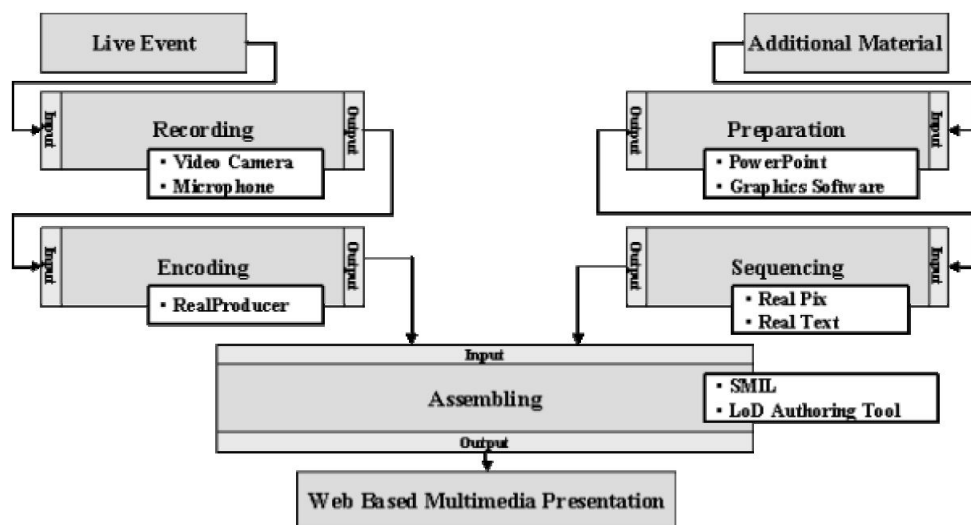 Live Event
Additional Material
Input
Recording
Output
▪ Video Camera
▪ Microphone
Output
Preparation
Input
▪ PowerPoint
▪ Graphics Software
Input
Encoding
Output
▪ RealProducer
Output
Sequencing
Input
▪ Real Pix
▪ Real Text
Input
Assembling
▪ SMIL
▪ LoD Authoring Tool
Output
Web Based Multimedia Presentation